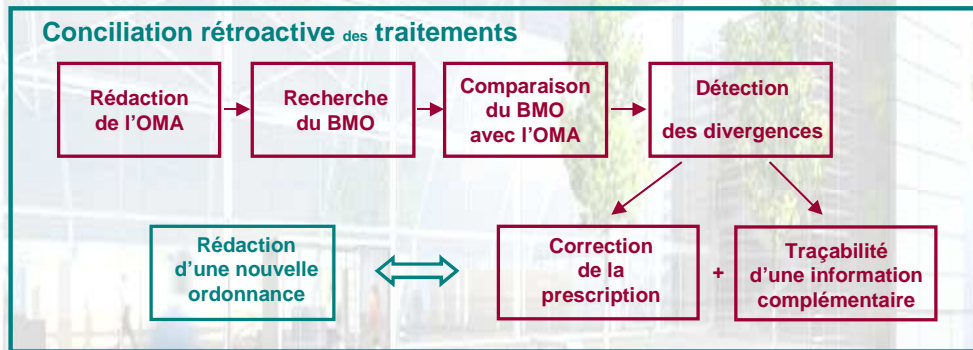 Conciliation rétroactive des traitements
Rédaction
de l'OMA
Recherche
du BMO
Comparaison
du BMO
avec l'OMA
Détection
des divergences
Rédaction
d'une nouvelle
ordonnance
Correction
de la
prescription
+
Traçabilité
d'une information
complémentaire